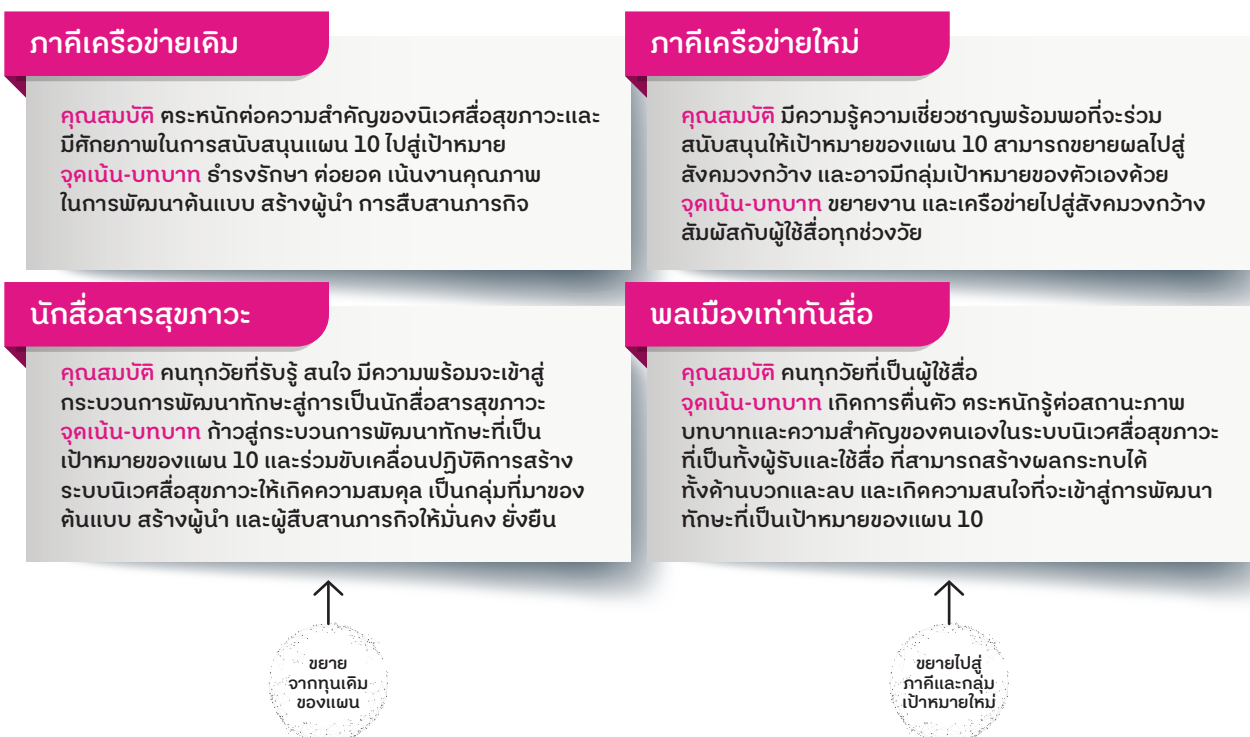 ภาคีเครือข่ายเดิม
คุณสมบัติ ตระหนักต่อความสำคัญของนิเวศสื่อสุขภาวะและ
มีศักยภาพในการสนับสนุนแผน 10 ไปสู่เป้าหมาย
จุดเน้น-บทบาท ธำรงรักษา ต่อยอด เน้นงานคุณภาพ
ในการพัฒนาต้นแบบ สร้างผู้นำ การสืบสานภารกิจ
ภาคีเครือข่ายใหม่
คุณสมบัติ มีความรู้ความเชี่ยวชาญพร้อมพอที่จะร่วม
สนับสนุนให้เป้าหมายของแผน 10 สามารถขยายผลไปสู่
สังคมวงกว้าง และอาจมีกลุ่มเป้าหมายของตัวเองด้วย
จุดเน้น-บทบาท ขยายงาน และเครือข่ายไปสู่สังคมวงกว้าง
สัมผัสกับผู้ใช้สื่อทุกช่วงวัย
นักสื่อสารสุขภาวะ
คุณสมบัติ คนทุกวัยที่รับรู้ สนใจ มีความพร้อมจะเข้าสู่
กระบวนการพัฒนาทักษะสู่การเป็นนักสื่อสารสุขภาวะ
จุดเน้น-บทบาท ก้าวสู่กระบวนการพัฒนาทักษะที่เป็น
เป้าหมายของแผน 10 และร่วมขับเคลื่อนปฏิบัติการสร้าง
ระบบนิเวศสื่อสุขภาวะให้เกิดความสมดุล เป็นกลุ่มที่มาของ
ต้นแบบ สร้างผู้นำ และผู้สืบสานภารกิจให้มั่นคง ยั่งยืน
พลเมืองเท่าทันสื่อ
คุณสมบัติ คนทุกวัยที่เป็นผู้ใช้สื่อ
จุดเน้น-บทบาท เกิดการตื่นตัว ตระหนักรู้ต่อสถานะภาพ
บทบาทและความสำคัญของตนเองในระบบนิเวศสื่อสุขภาวะ
ที่เป็นทั้งผู้รับและใช้สื่อ ที่สามารถสร้างผลกระทบได้
ทั้งด้านบวกและลบ และเกิดความสนใจที่จะเข้าสู่การพัฒนา
ทักษะที่เป็นเป้าหมายของแผน 10
ขยาย
จากทุนเดิม
ของแผน
ขยายไปสู่
ภาคีและกลุ่ม
เป้าหมายใหม่